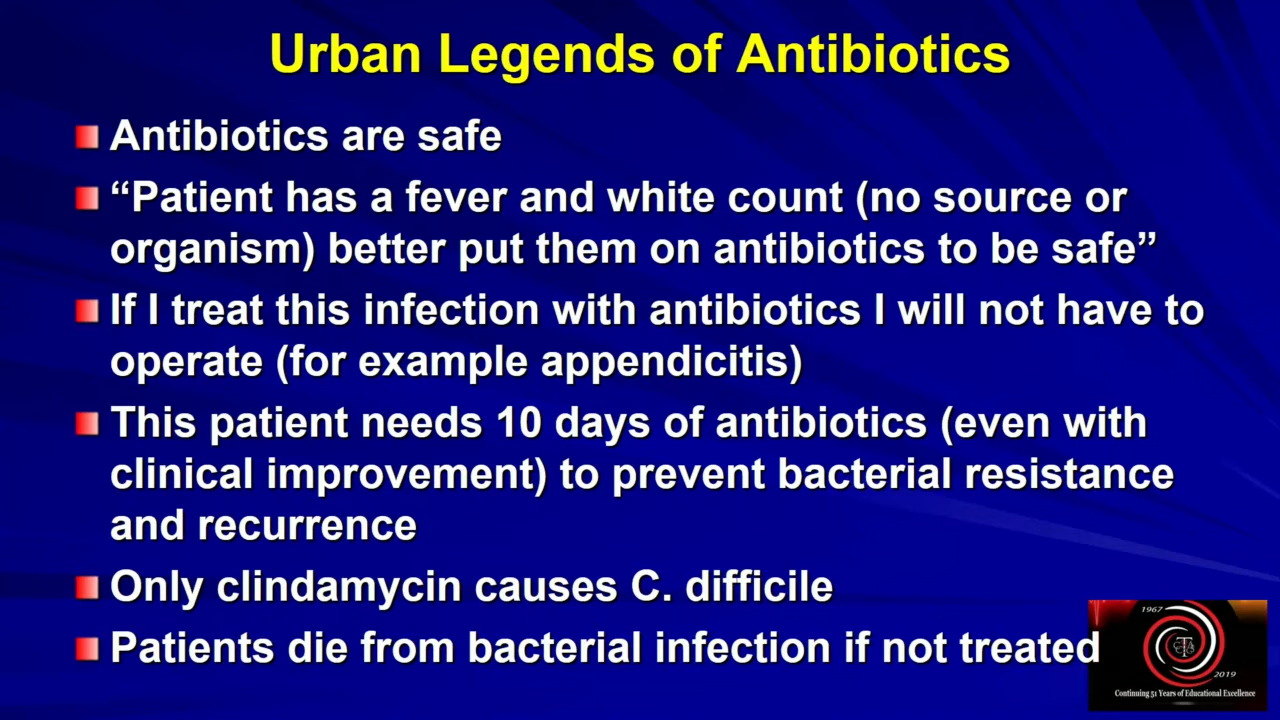 Urban Legends of Antibiotics
Antibiotics are safe
“Patient has a fever and white count (no source or
organism) better put them on antibiotics to be safe”
If I treat this infection with antibiotics I will not have to
operate (for example appendicitis)
This patient needs 10 days of antibiotics (even with
clinical improvement) to prevent bacterial resistance
and recurrence
Only clindamycin causes C. difficile
Patients die from bacterial infection if not treated
1967
2019
Continuing 51 Years of Educational Excellence